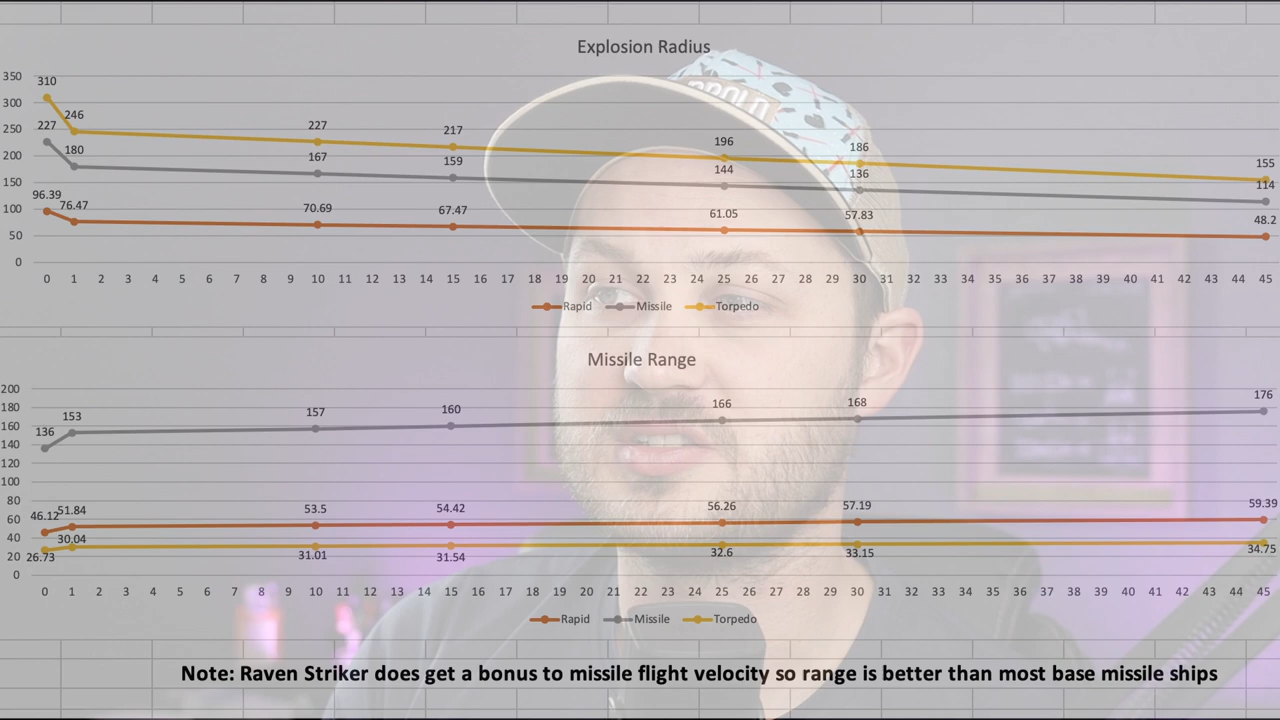 Explosion Radius
350
300
250
200
150
100
50
0
310 246 227 217 196 186 155
227 180 167 159 144 136 114
96.39 76.47 70.69 67.47 61.05 57.83 48.2
0 1 2 3 4 5 6 7 8 9 10 11 12 13 14 15 16 17 18 19 20 21 22 23 24 25 26 27 28 29 30 31 32 33 34 35 36 37 38 39 40 41 42 43 44 45
Rapid Missile Torpedo
Missile Range
200
180
160
140
120
100
80
60
40
20
0
136 153 157 160 166 168 176
46.12 51.84 53.5 54.42 56.26 57.19 59.39
26.73 30.04 31.01 31.54 32.6 33.15 34.75
0 1 2 3 4 5 6 7 8 9 10 11 12 13 14 15 16 17 18 19 20 21 22 23 24 25 26 27 28 29 30 31 32 33 34 35 36 37 38 39 40 41 42 43 44 45
Rapid Missile Torpedo
Note: Raven Striker does get a bonus to missile flight velocity so range is better than most base missile ships